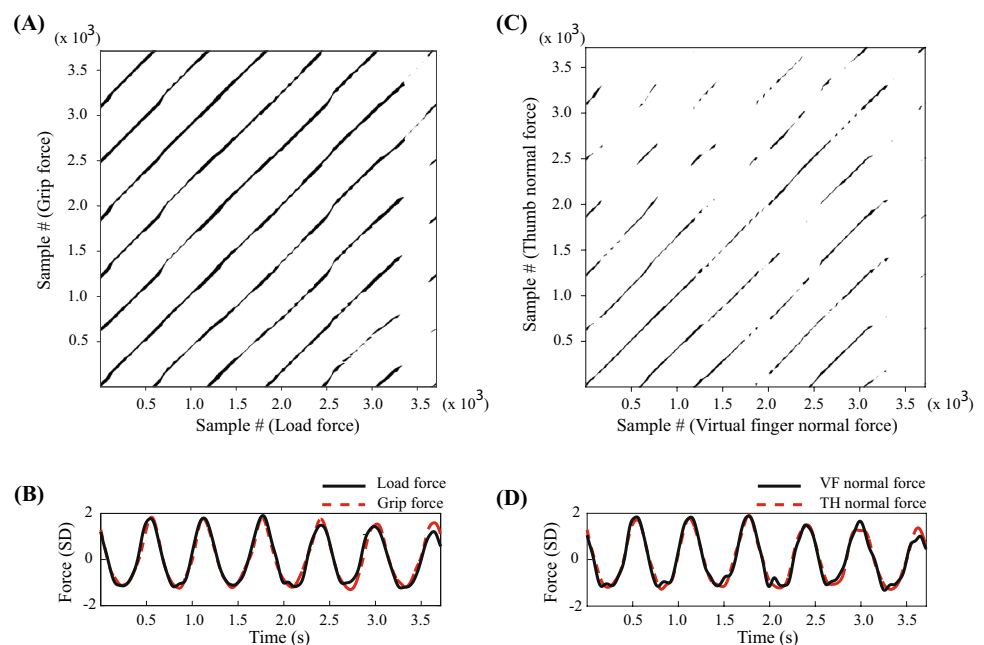 (A)
(x 10³)
3.5
3.0
2.5
2.0
1.5
1.0
0.5
Sample # (Grip force)
0.5 1.0 1.5 2.0 2.5 3.0 (x 10³)
Sample # (Load force)
(C)
(x 10³)
3.5
3.0
2.5
2.0
1.5
1.0
0.5
Sample # (Thumb normal force)
0.5 1.0 1.5 2.0 2.5 3.0 (x 10³)
Sample # (Virtual finger normal force)
(B)
Load force
Grip force
2
0
-2
Force (SD)
0.5 1.0 1.5 2.0 2.5 3.0 3.5
Time (s)
(D)
VF normal force
TH normal force
2
0
-2
Force (SD)
0.5 1.0 1.5 2.0 2.5 3.0 3.5
Time (s)